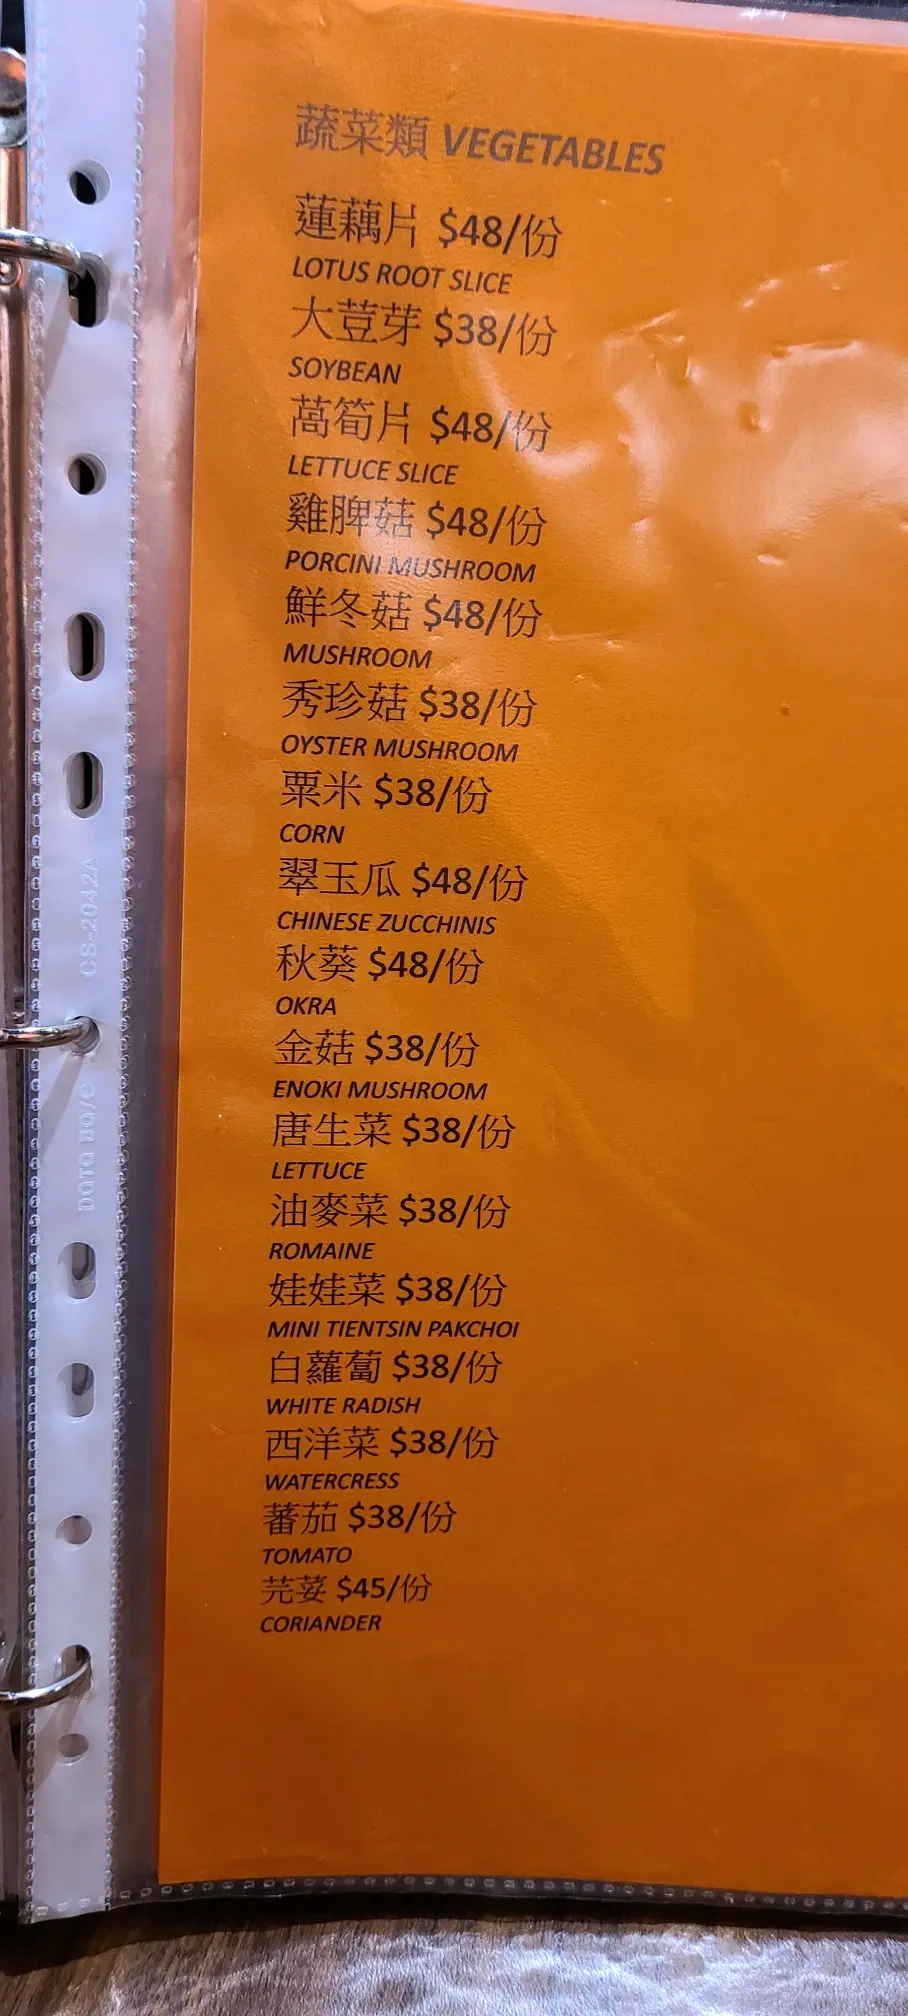 蔬菜類 VEGETABLES
蓮藕片 $48/份
LOTUS ROOT SLICE
大荳芽 $38/份
SOYBEAN
萵筍片 $48/份
LETTUCE SLICE
雞脾菇 $48/份
PORCINI MUSHROOM
鮮冬菇 $48/份
MUSHROOM
秀珍菇 $38/份
OYSTER MUSHROOM
粟米 $38/份
CORN
翠玉瓜 $48/份
CHINESE ZUCCHINIS
秋葵 $48/份
OKRA
金菇 $38/份
ENOKI MUSHROOM
唐生菜 $38/份
LETTUCE
油麥菜 $38/份
ROMAINE
娃娃菜 $38/份
MINI TIENTSIN PAKCHOI
白蘿蔔 $38/份
WHITE RADISH
西洋菜 $38/份
WATERCRESS
蕃茄 $38/份
TOMATO
芫荽 $45/份
CORIANDER
CS-2042A